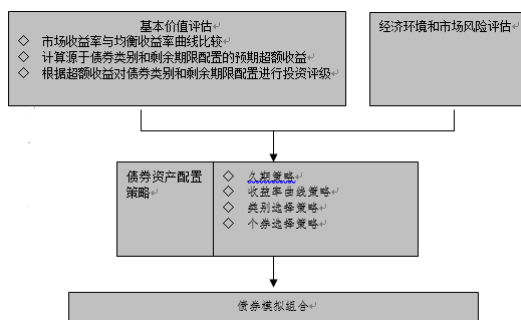 基本价值评估
◇ 市场收益率与均衡收益率曲线比较
◇ 计算源于债券类别和剩余期限配置的预期超额收益
◇ 根据超额收益对债券类别和剩余期限配置进行投资评级
经济环境和市场风险评估
债券资产配置
策略
◇ 久期策略
◇ 收益率曲线策略
◇ 类别选择策略
◇ 个券选择策略
债券模拟组合